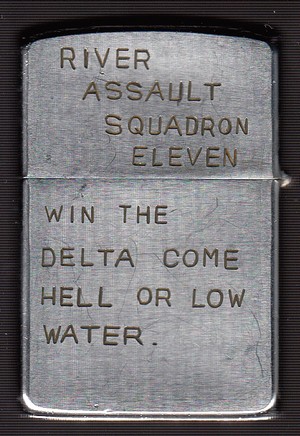 RIVER
ASSAULT
SQUADRON
ELEVEN
WIN THE
DELTA COME
HELL OR LOW
WATER.